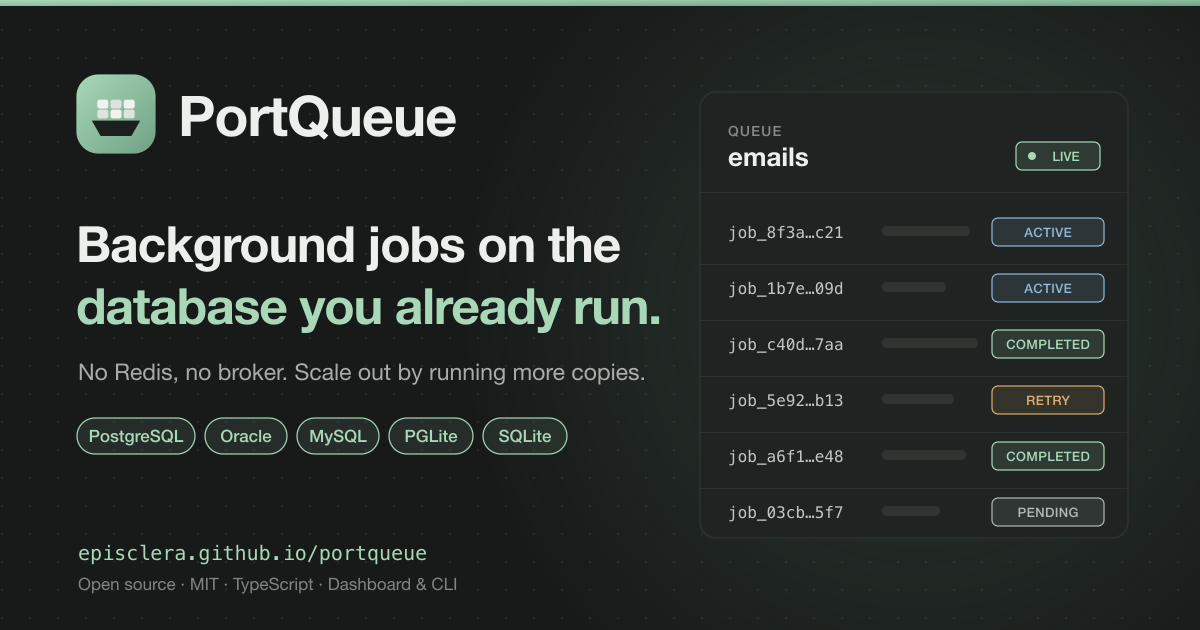 PortQueue
Background jobs on the
database you already run.
No Redis, no broker. Scale out by running more copies.
PostgreSQL Oracle MySQL PGLite SQLite
episclera.github.io/portqueue
Open source · MIT · TypeScript · Dashboard & CLI
QUEUE
emails
LIVE
job_8f3a…c21 ACTIVE
job_1b7e…09d ACTIVE
job_c40d…7aa COMPLETED
job_5e92…b13 RETRY
job_a6f1…e48 COMPLETED
job_03cb…5f7 PENDING